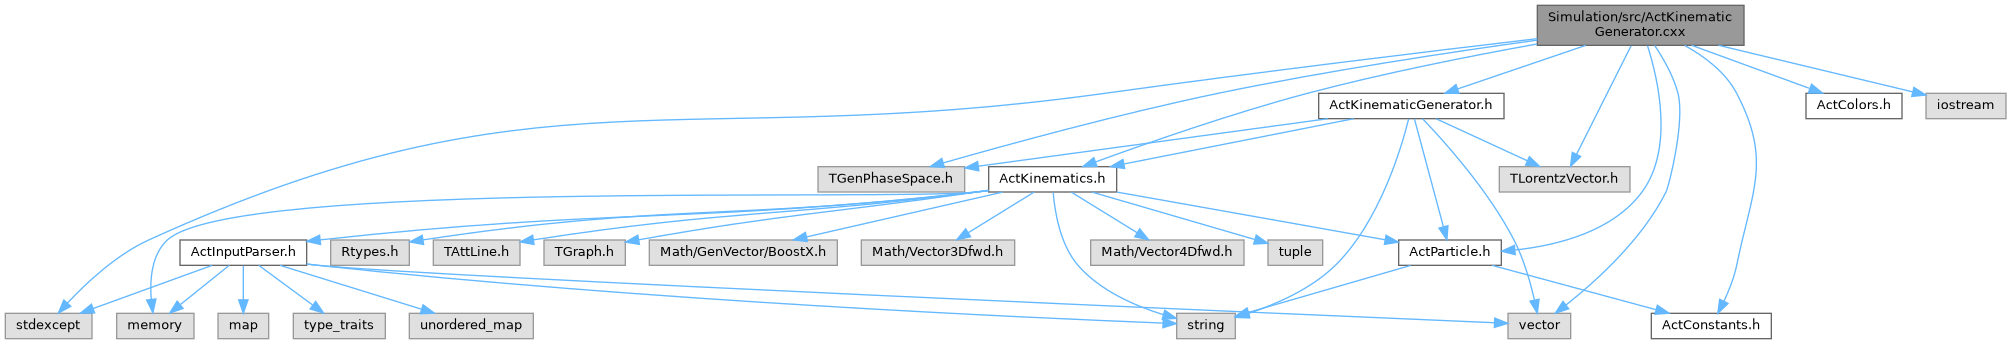 Simulation/src/ActKinematic
Generator.cxx
ActKinematicGenerator.h
ActColors.h
iostream
TGenPhaseSpace.h
ActKinematics.h
TLorentzVector.h
ActInputParser.h
Rtypes.h
TAttLine.h
TGraph.h
Math/GenVector/BoostX.h
Math/Vector3Dfwd.h
Math/Vector4Dfwd.h
tuple
ActParticle.h
stdexcept
memory
map
type_traits
unordered_map
string
vector
ActConstants.h